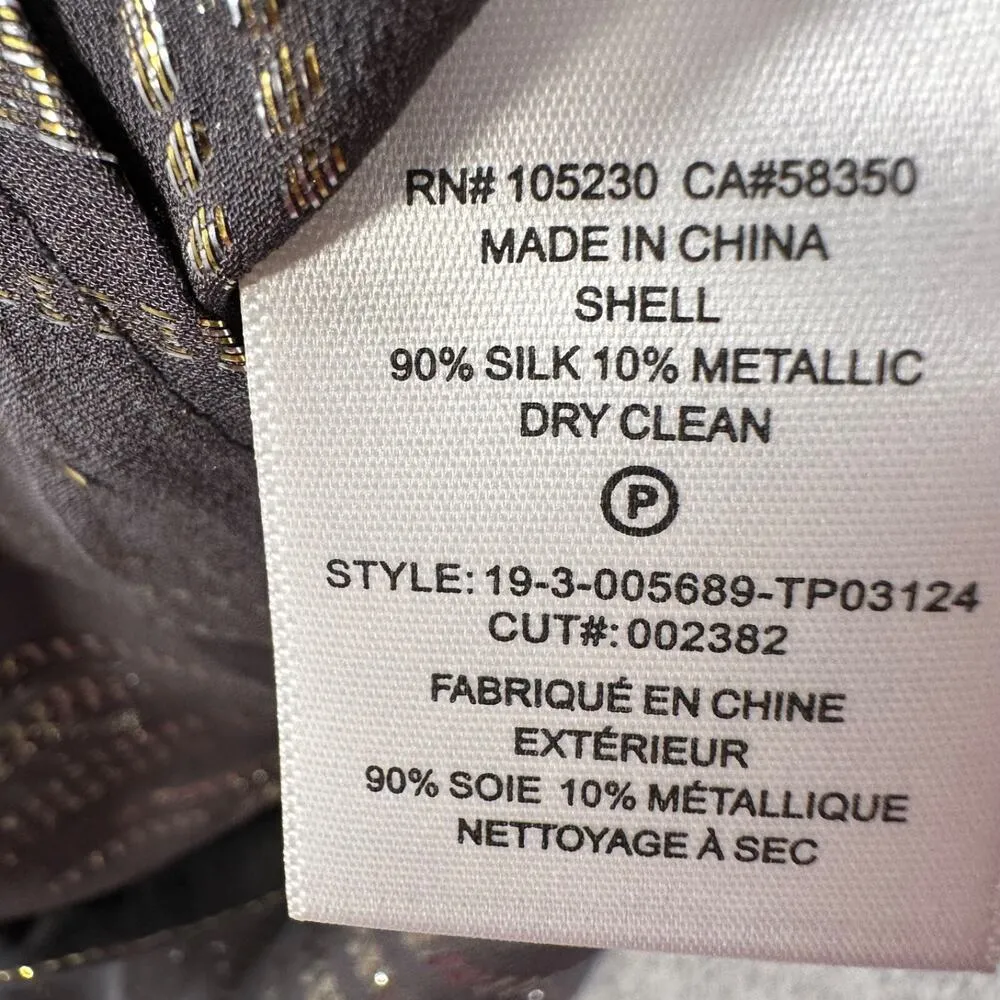 RN# 105230 CA#58350
MADE IN CHINA
SHELL
90% SILK 10% METALLIC
DRY CLEAN
P
STYLE: 19-3-005689-TP03124
CUT#: 002382
FABRIQUÉ EN CHINE
EXTÉRIEUR
90% SOIE 10% MÉTALLIQUE
NETTOYAGE À SEC